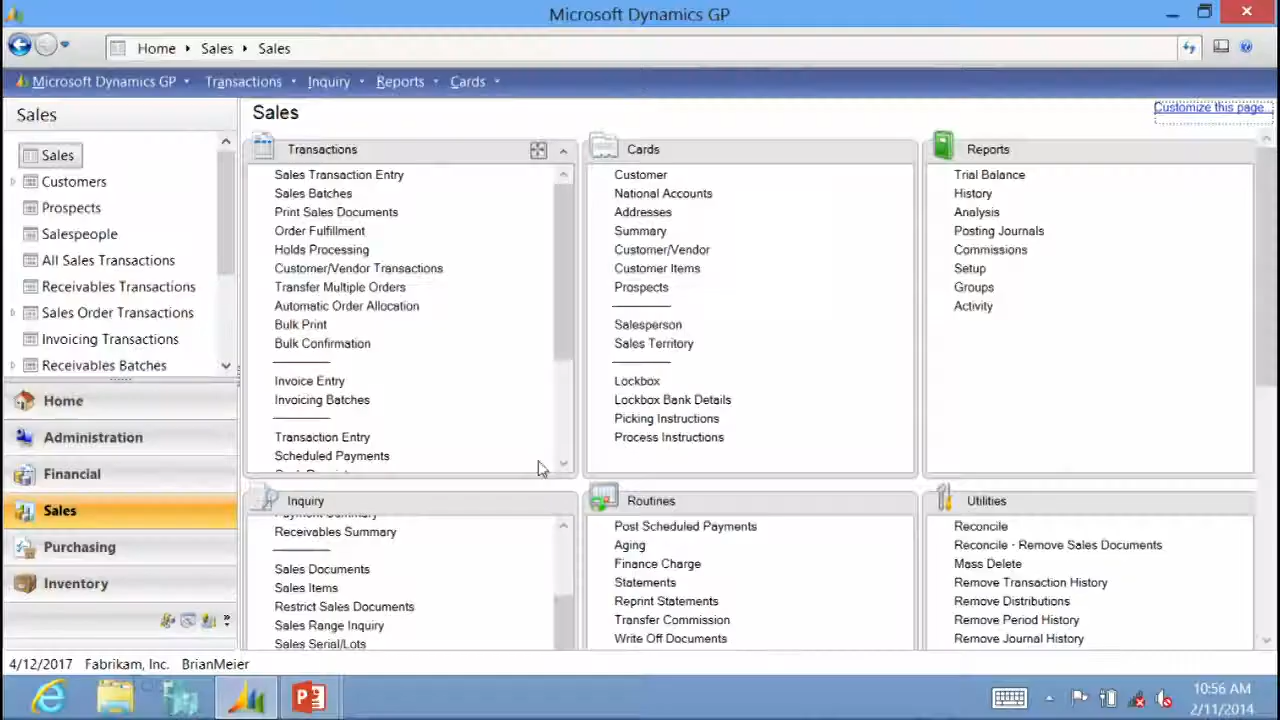 Microsoft Dynamics GP
Home Sales Sales
Microsoft Dynamics GP Transactions Inquiry Reports Cards
Sales
Sales
Customers
Prospects
Salespeople
All Sales Transactions
Receivables Transactions
Sales Order Transactions
Invoicing Transactions
Receivables Batches
Home
Administration
Financial
Sales
Purchasing
Inventory
Sales
Customize this page...
Transactions
Sales Transaction Entry
Sales Batches
Print Sales Documents
Order Fulfillment
Holds Processing
Customer/Vendor Transactions
Transfer Multiple Orders
Automatic Order Allocation
Bulk Print
Bulk Confirmation
Invoice Entry
Invoicing Batches
Transaction Entry
Scheduled Payments
Cards
Customer
National Accounts
Addresses
Summary
Customer/Vendor
Customer Items
Prospects
Salesperson
Sales Territory
Lockbox
Lockbox Bank Details
Picking Instructions
Process Instructions
Reports
Trial Balance
History
Analysis
Posting Journals
Commissions
Setup
Groups
Activity
Inquiry
Payment Summary
Receivables Summary
Sales Documents
Sales Items
Restrict Sales Documents
Sales Range Inquiry
Sales Serial/Lots
Routines
Post Scheduled Payments
Aging
Finance Charge
Statements
Reprint Statements
Transfer Commission
Write Off Documents
Utilities
Reconcile
Reconcile - Remove Sales Documents
Mass Delete
Remove Transaction History
Remove Distributions
Remove Period History
Remove Journal History
4/12/2017 Fabrikam, Inc. BrianMeier
10:56 AM
2/11/2014